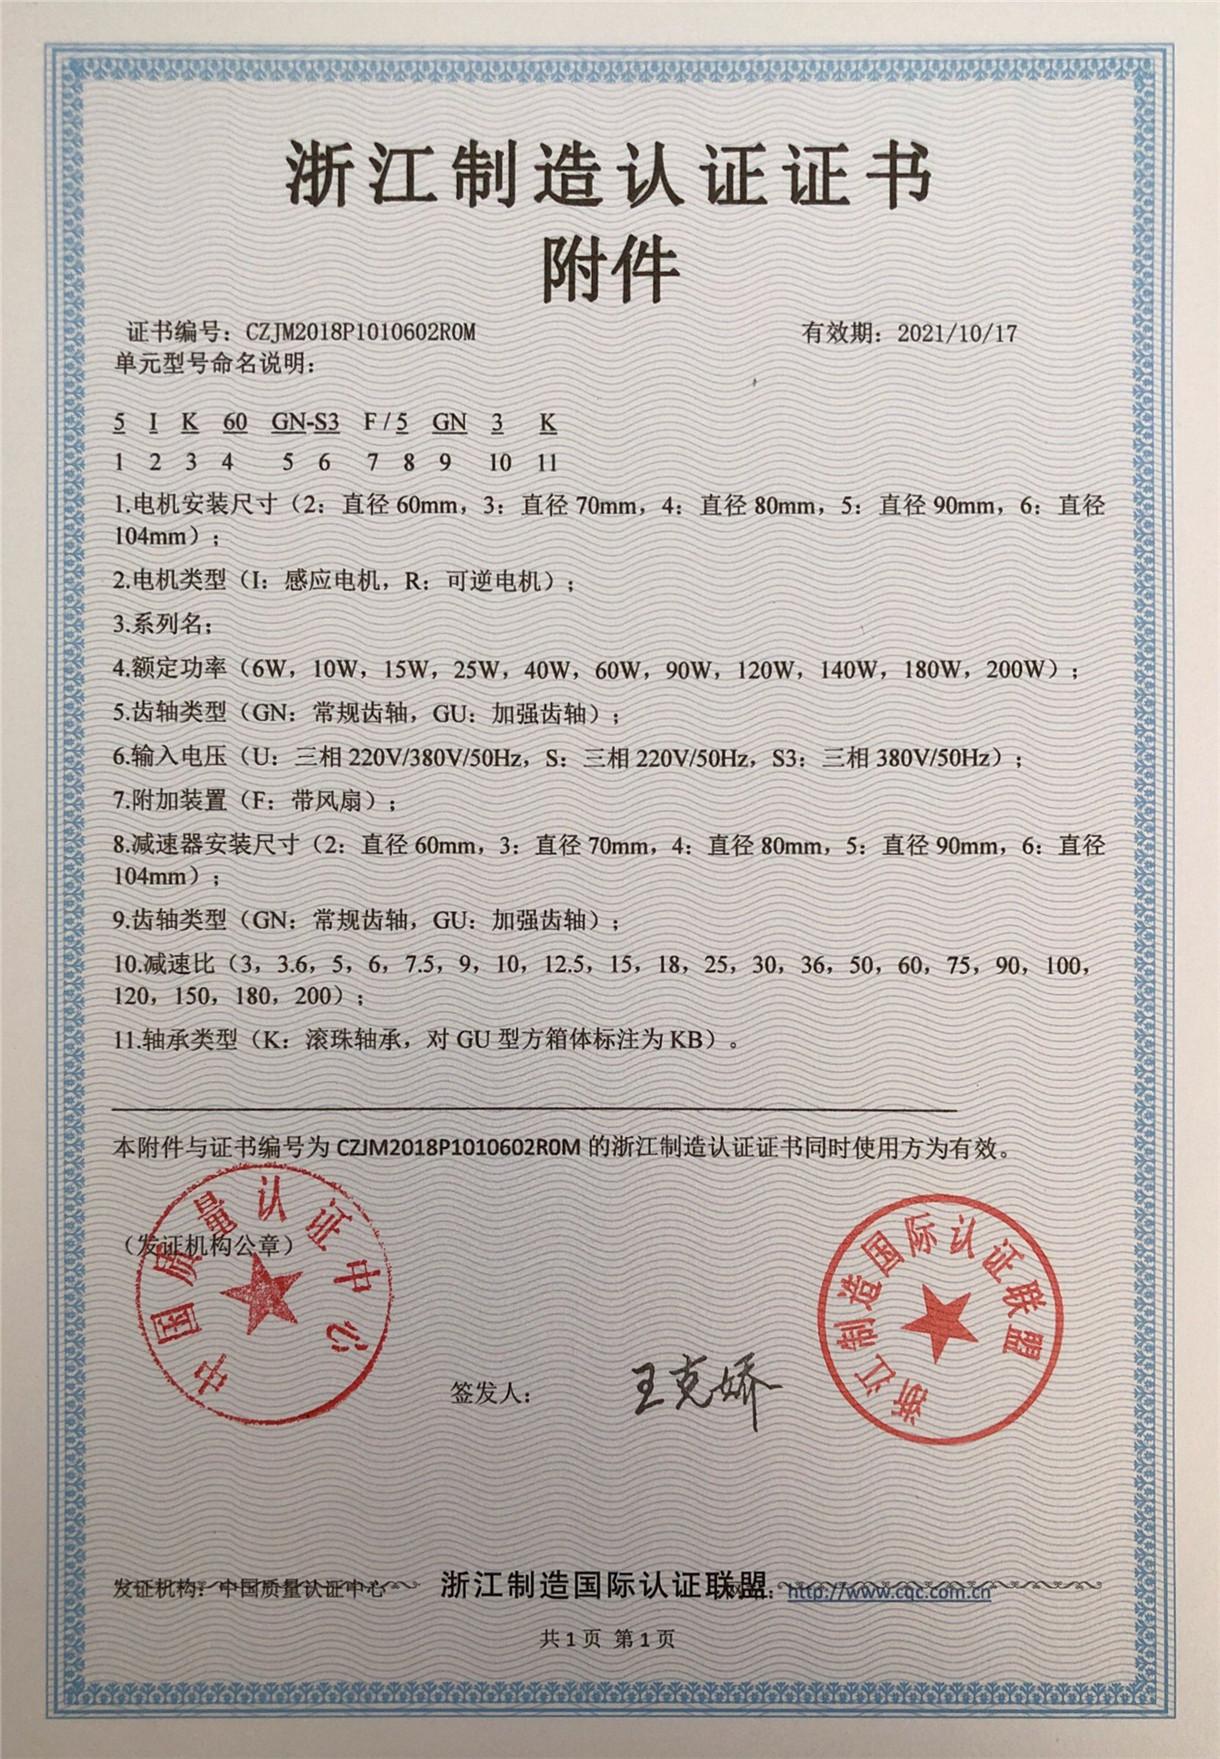 浙江制造认证证书
附件
证书编号：CZJM2018P1010602R0M 有效期：2021/10/17
单元型号命名说明：
5 I K 60 GN-S3 F / 5 GN 3 K
1 2 3 4 5 6 7 8 9 10 11
1.电机安装尺寸（2：直径 60mm，3：直径 70mm，4：直径 80mm，5：直径 90mm，6：直径
104mm）；
2.电机类型（I：感应电机，R：可逆电机）；
3.系列名；
4.额定功率（6W，10W，15W，25W，40W，60W，90W，120W，140W，180W，200W）；
5.齿轴类型（GN：常规齿轴，GU：加强齿轴）；
6.输入电压（U：三相 220V/380V/50Hz，S：三相 220V/50Hz，S3：三相 380V/50Hz）；
7.附加装置（F：带风扇）；
8.减速器安装尺寸（2：直径 60mm，3：直径 70mm，4：直径 80mm，5：直径 90mm，6：直径
104mm）；
9.齿轴类型（GN：常规齿轴，GU：加强齿轴）；
10.减速比（3，3.6，5，6，7.5，9，10，12.5，15，18，25，30，36，50，60，75，90，100，
120，150，180，200）；
11.轴承类型（K：滚珠轴承，对 GU 型方箱体标注为 KB）。
本附件与证书编号为 CZJM2018P1010602R0M 的浙江制造认证证书同时使用方为有效。
（发证机构公章）
中国质量认证中心
浙江制造国际认证联盟
签发人： 王克娇
发证机构：中国质量认证中心 浙江制造国际认证联盟 http://www.cqc.com.cn
共 1 页 第 1 页